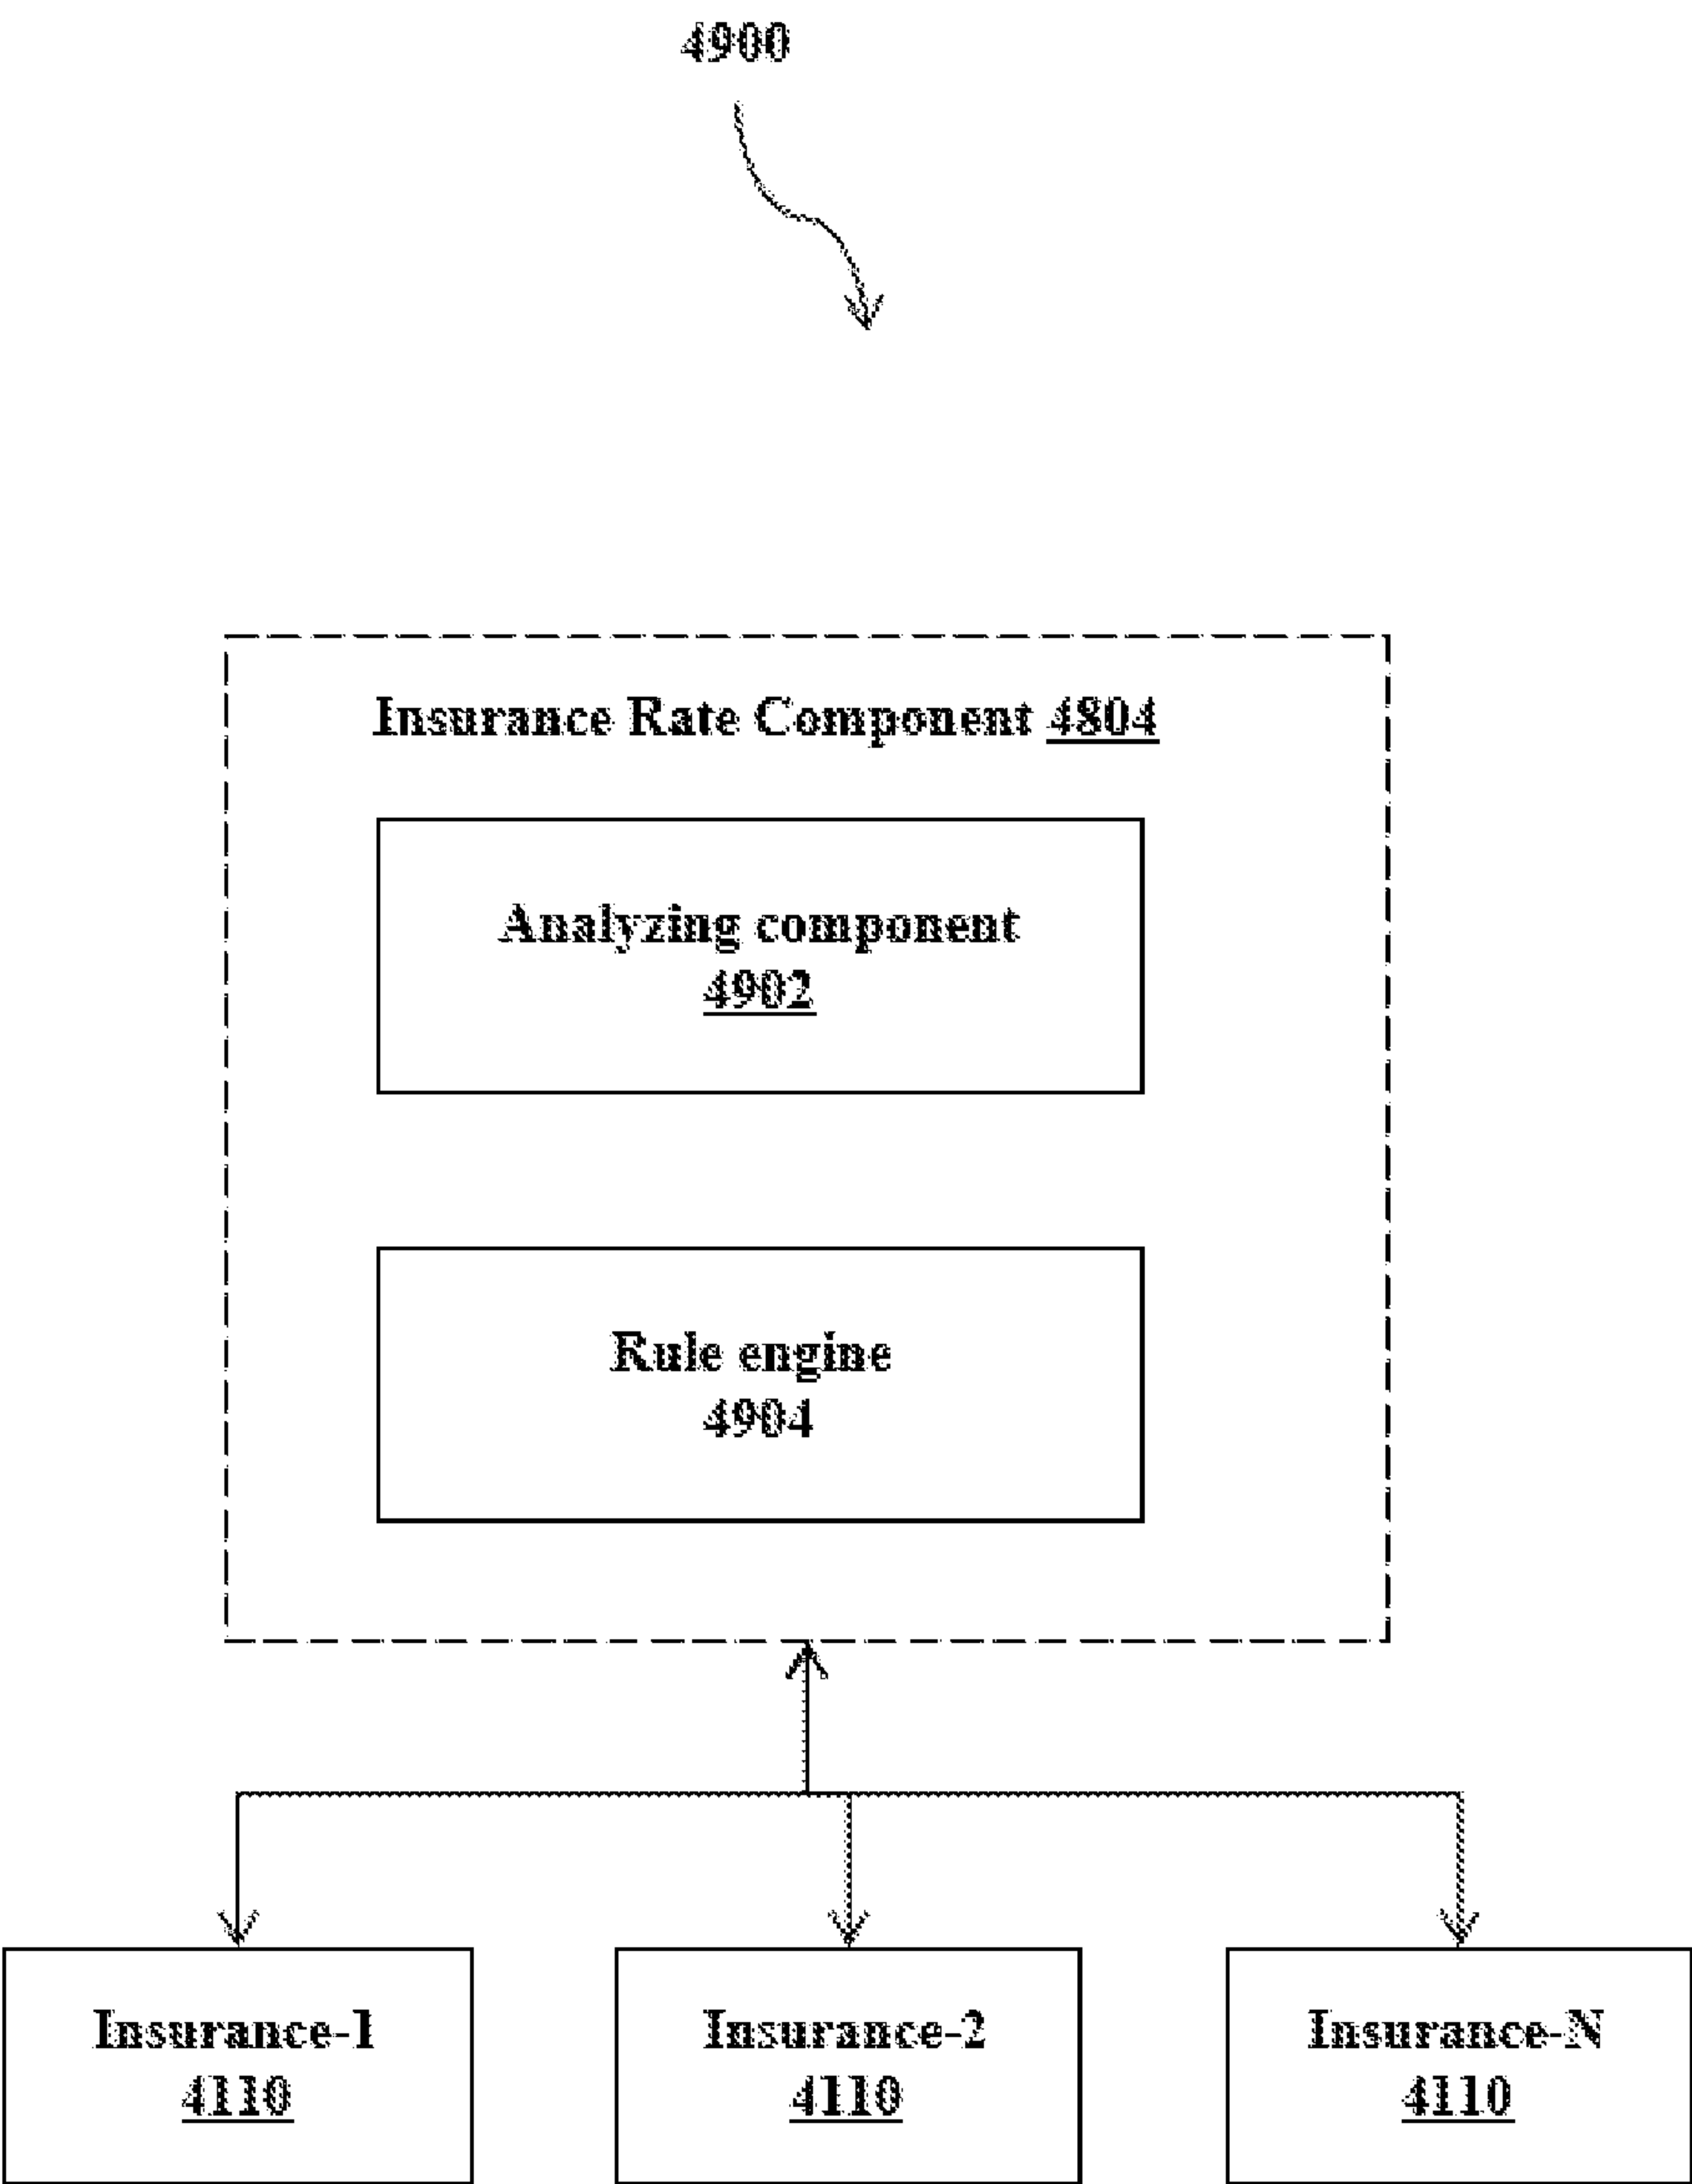 4900
Insurance Rate Component 4804
Analyzing component
4902
Rule engine
4904
Insurance-1
4110
Insurance-2
4110
Insurance-N
4110